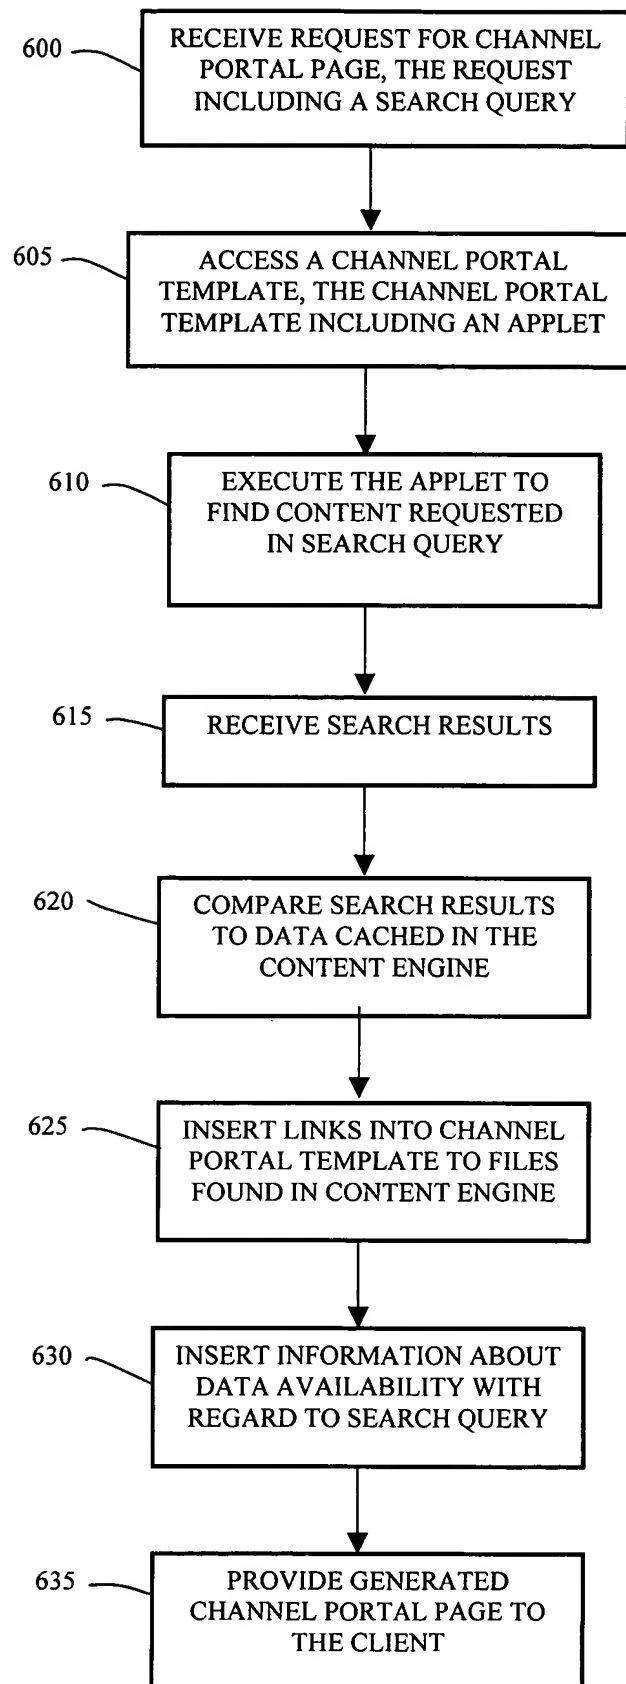 600
RECEIVE REQUEST FOR CHANNEL
PORTAL PAGE, THE REQUEST
INCLUDING A SEARCH QUERY
605
ACCESS A CHANNEL PORTAL
TEMPLATE, THE CHANNEL PORTAL
TEMPLATE INCLUDING AN APPLET
610
EXECUTE THE APPLET TO
FIND CONTENT REQUESTED
IN SEARCH QUERY
615
RECEIVE SEARCH RESULTS
620
COMPARE SEARCH RESULTS
TO DATA CACHED IN THE
CONTENT ENGINE
625
INSERT LINKS INTO CHANNEL
PORTAL TEMPLATE TO FILES
FOUND IN CONTENT ENGINE
630
INSERT INFORMATION ABOUT
DATA AVAILABILITY WITH
REGARD TO SEARCH QUERY
635
PROVIDE GENERATED
CHANNEL PORTAL PAGE TO
THE CLIENT